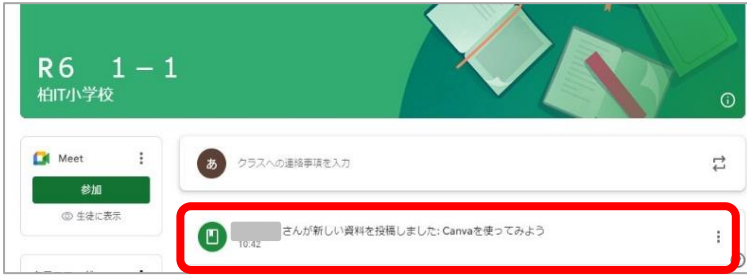 R6 1－1
柏IT小学校
Meet
参加
生徒に表示
あ
クラスへの連絡事項を入力
さんが新しい資料を投稿しました: Canvaを使ってみよう
10:42